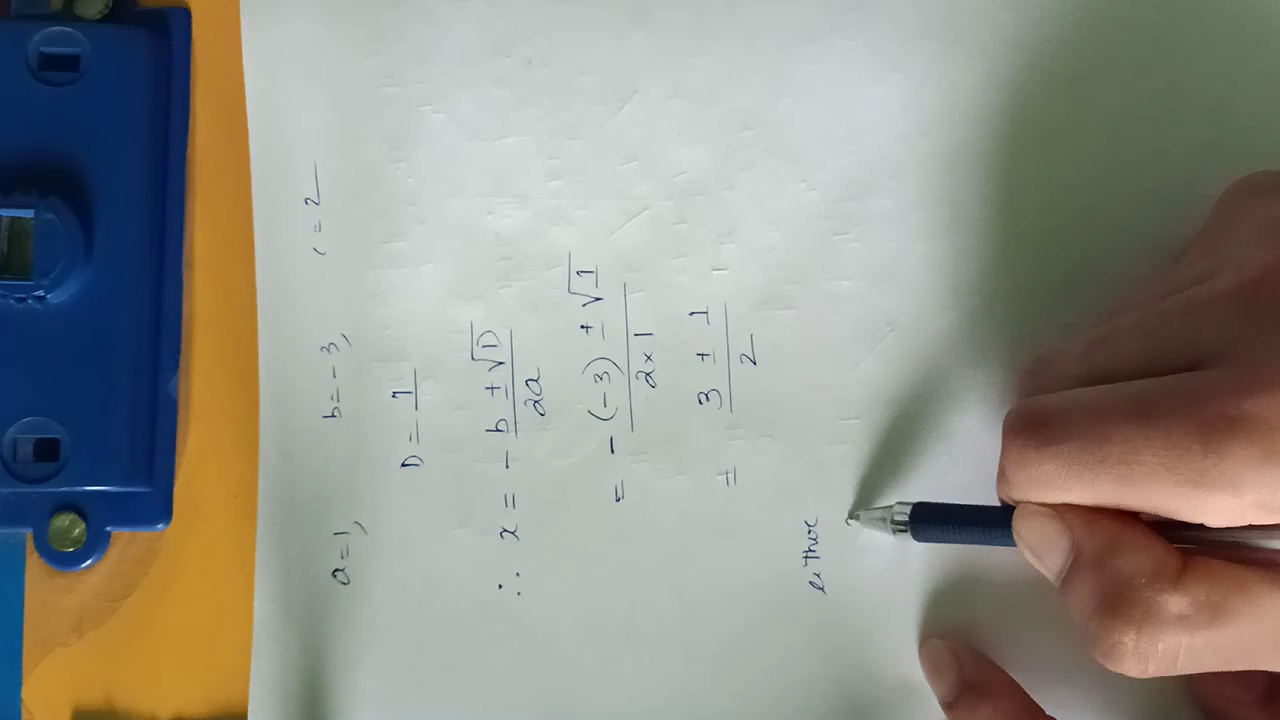 a=1, b=-3, c=2
D=1
∴ x = -b ±√D / 2a
= -(-3) ±√1 / 2×1
= 3 ± 1 / 2
either